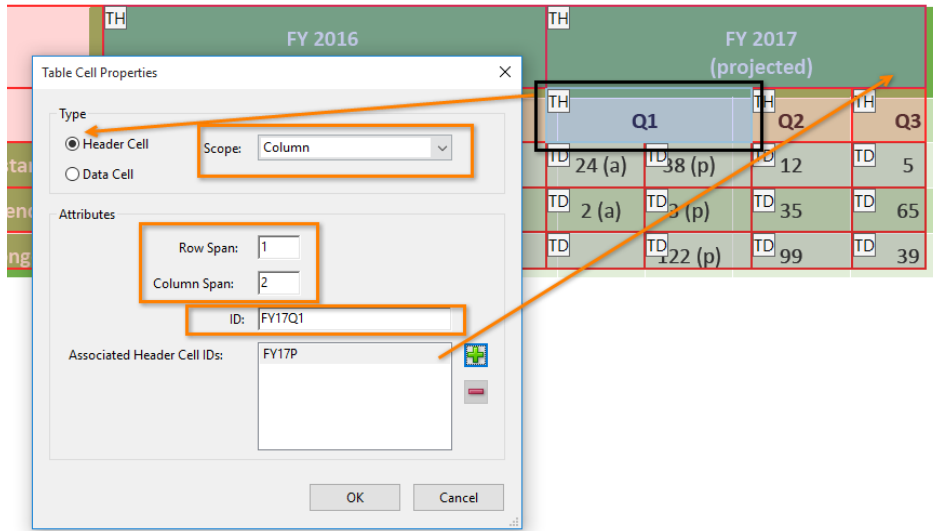 TH
TH
FY 2016
FY 2017
(projected)
Table Cell Properties
Type
Header Cell
Scope:
Column
Data Cell
TH
TH
TH
Q1
Q2
Q3
TD
24 (a)
TD
38 (p)
TD
12
TD
5
TD
2 (a)
TD
3 (p)
TD
35
TD
65
TD
TD
122 (p)
TD
99
TD
39
Attributes
Row Span:
1
Column Span:
2
ID:
FY17Q1
Associated Header Cell IDs:
FY17P
OK
Cancel